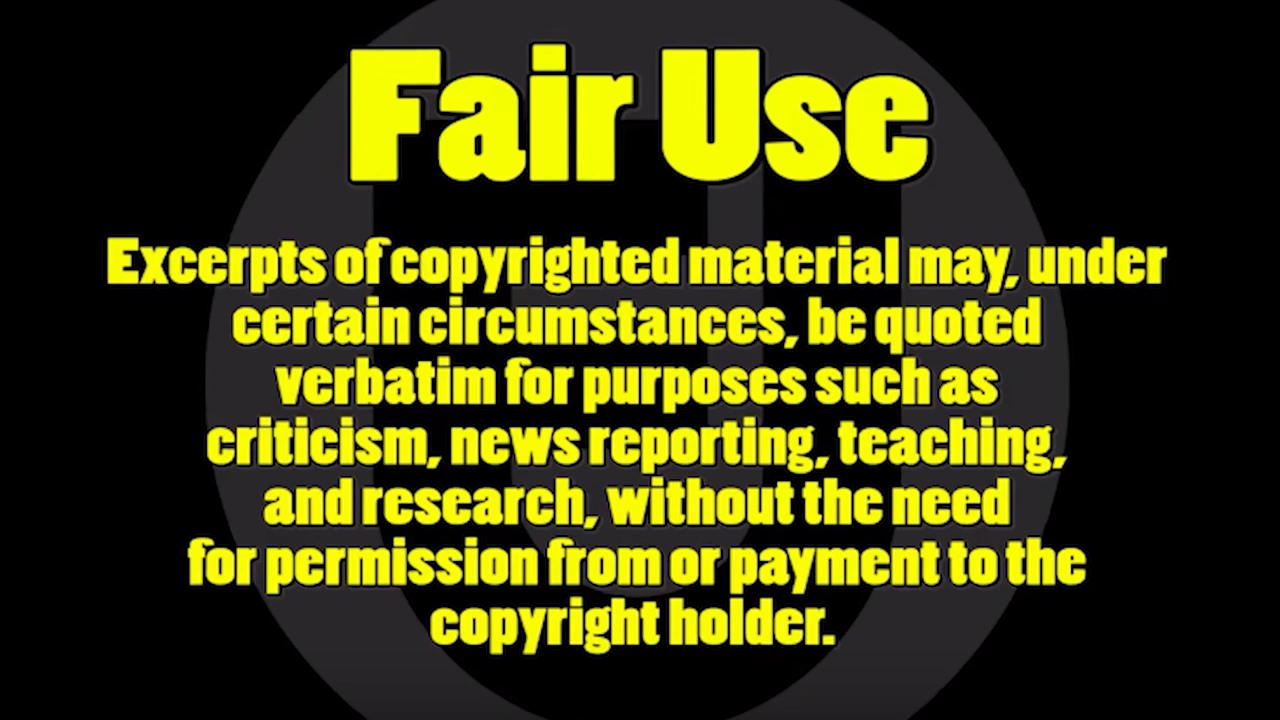 Fair Use
Excerpts of copyrighted material may, under
certain circumstances, be quoted
verbatim for purposes such as
criticism, news reporting, teaching,
and research, without the need
for permission from or payment to the
copyright holder.